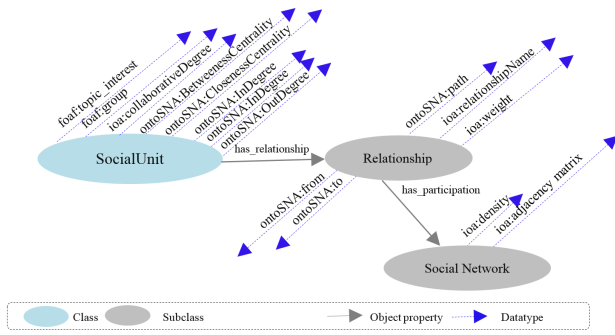 foaf:topic_interest
foaf:group
ioa:collaborativeDegree
ontoSNA:BetweenessCentrality
ontoSNA:ClosenessCentrality
ontoSNA:InDegree
ontoSNA:InDegree
ontoSNA:OutDegree
SocialUnit
has_relationship
ontoSNA:path
ioa:relationshipName
ioa:weight
Relationship
ontoSNA:from
ontoSNA:to
has_participation
ioa:density
ioa:adjacency matrix
Social Network
Class
Subclass
Object property
Datatype